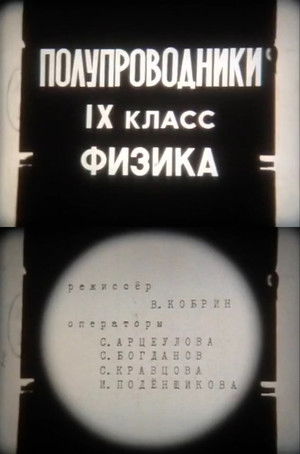 ПОЛУПРОВОДНИКИ
IX КЛАСС
ФИЗИКА
режиссёр
В. КОБРИН
операторы
С. АРЦЕУЛОВА
С. БОГДАНОВ
С. КРАВЦОВА
И. ПОДЁНЩИКОВА